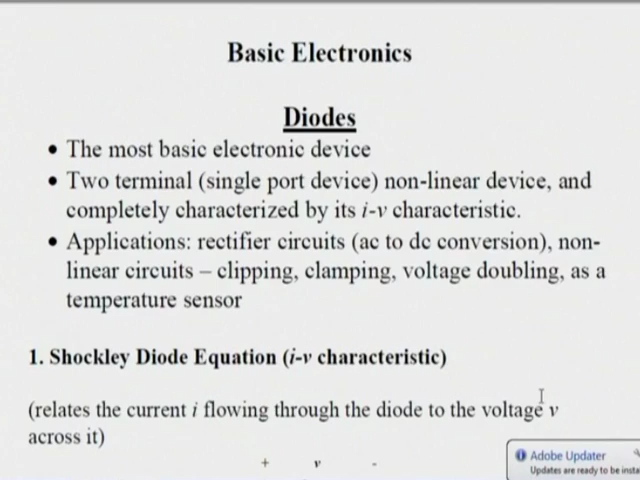 Basic Electronics
Diodes
• The most basic electronic device
• Two terminal (single port device) non-linear device, and
completely characterized by its i-v characteristic.
• Applications: rectifier circuits (ac to dc conversion), non-
linear circuits – clipping, clamping, voltage doubling, as a
temperature sensor
1. Shockley Diode Equation (i-v characteristic)
(relates the current i flowing through the diode to the voltage v
across it)
+ v -
Adobe Updater
Updates are ready to be insta